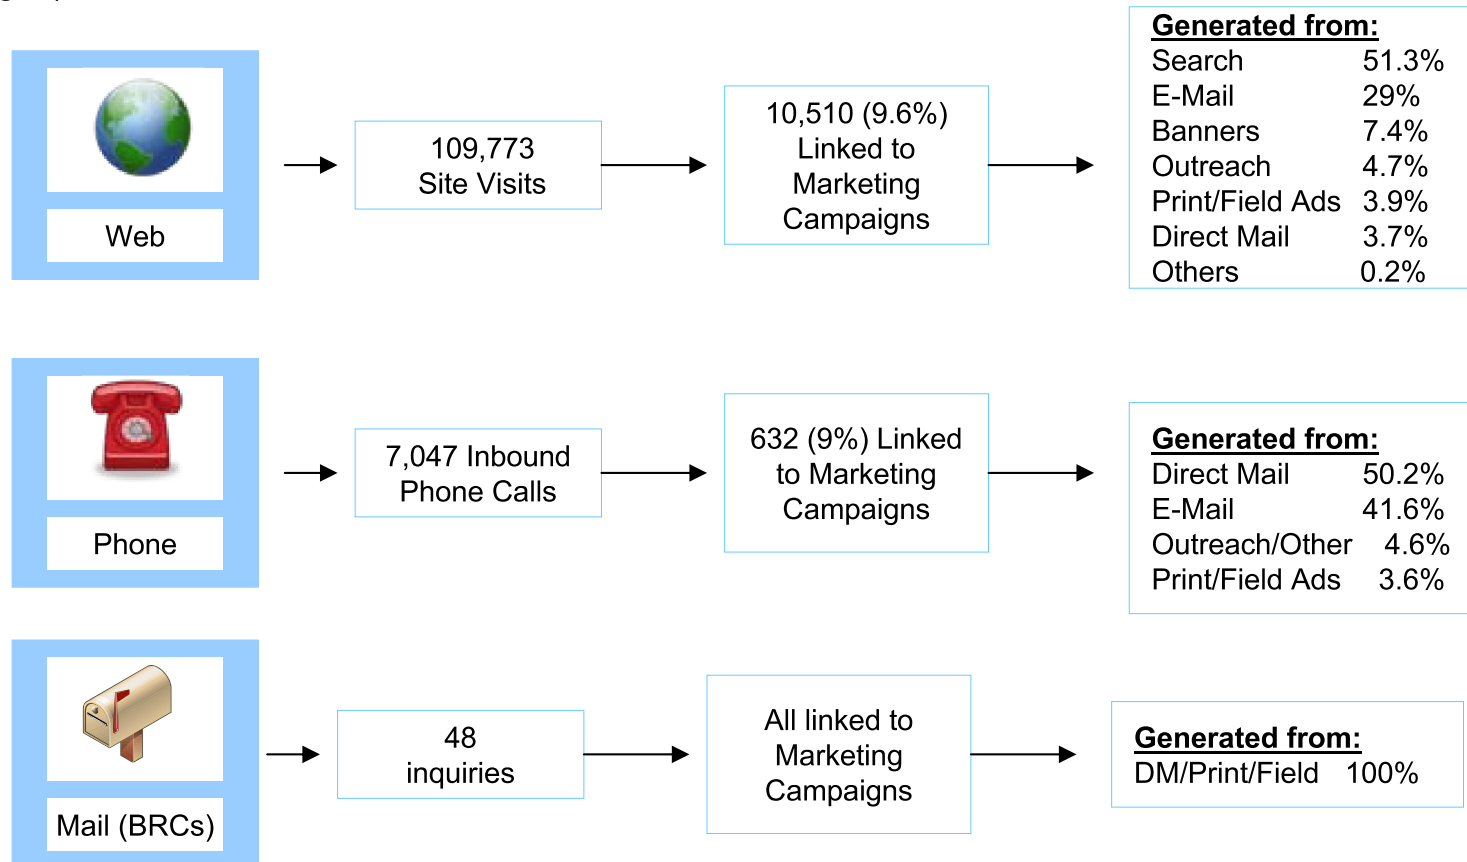 Web
109,773
Site Visits
10,510 (9.6%)
Linked to
Marketing
Campaigns
Generated from:
Search 51.3%
E-Mail 29%
Banners 7.4%
Outreach 4.7%
Print/Field Ads 3.9%
Direct Mail 3.7%
Others 0.2%
Phone
7,047 Inbound
Phone Calls
632 (9%) Linked
to Marketing
Campaigns
Generated from:
Direct Mail 50.2%
E-Mail 41.6%
Outreach/Other 4.6%
Print/Field Ads 3.6%
Mail (BRCs)
48
inquiries
All linked to
Marketing
Campaigns
Generated from:
DM/Print/Field 100%